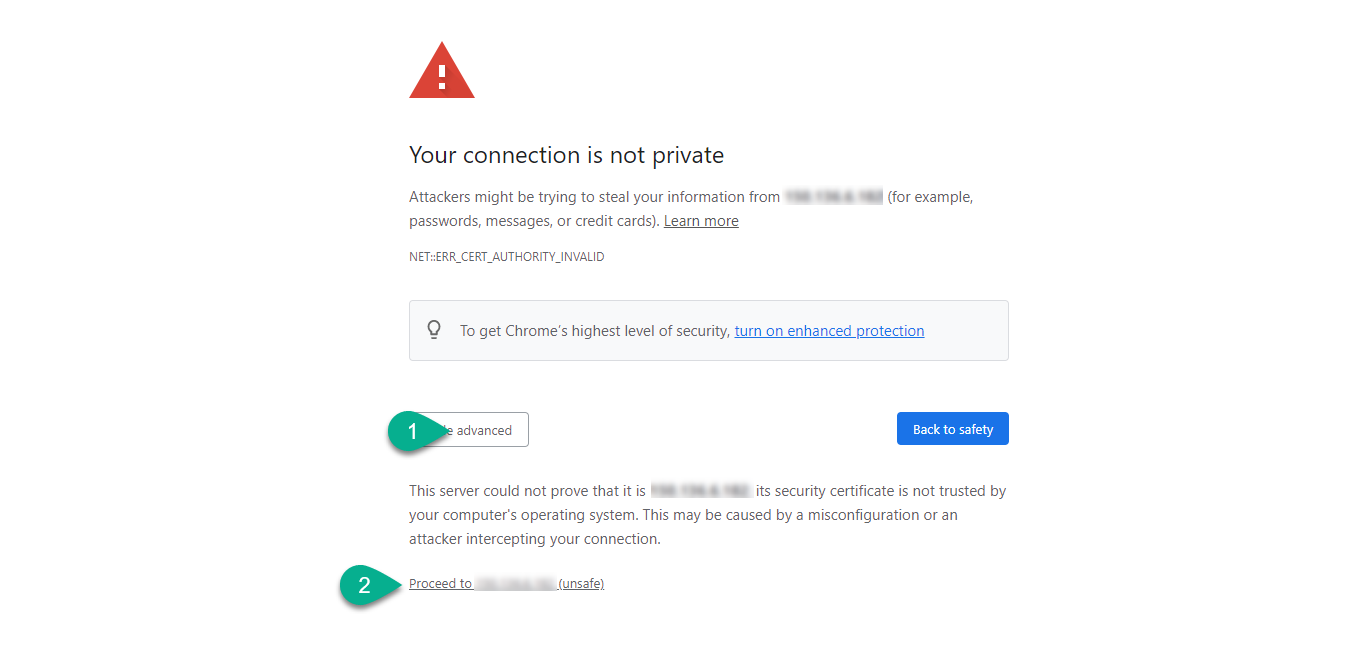 Your connection is not private
Attackers might be trying to steal your information from (for example,
passwords, messages, or credit cards). Learn more
NET::ERR_CERT_AUTHORITY_INVALID
To get Chrome's highest level of security, turn on enhanced protection
1
advanced
Back to safety
This server could not prove that it is its security certificate is not trusted by
your computer's operating system. This may be caused by a misconfiguration or an
attacker intercepting your connection.
2
Proceed to (unsafe)